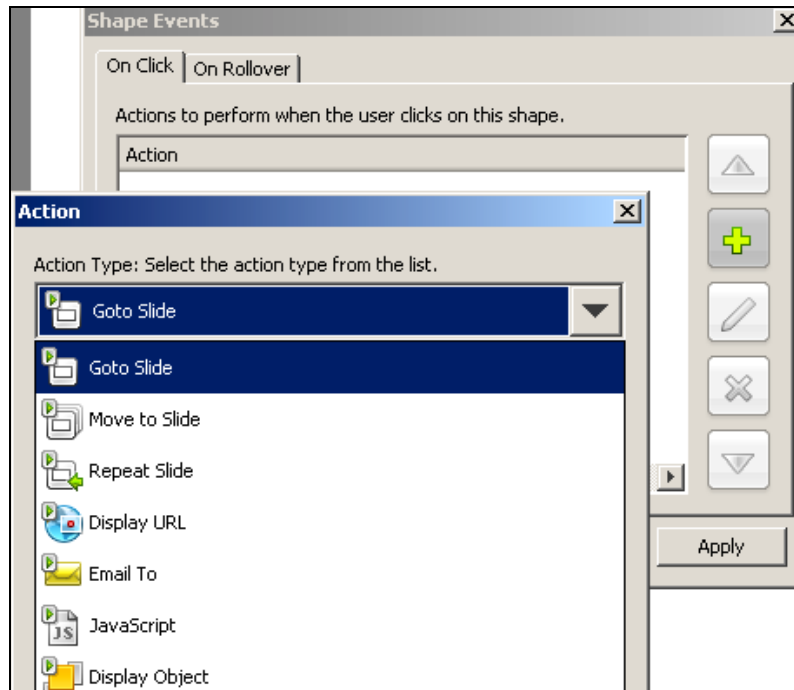 Shape Events
On Click On Rollover
Actions to perform when the user clicks on this shape.
Action
Action
Action Type: Select the action type from the list.
Goto Slide
Goto Slide
Move to Slide
Repeat Slide
Display URL
Apply
Email To
JS JavaScript
Display Object